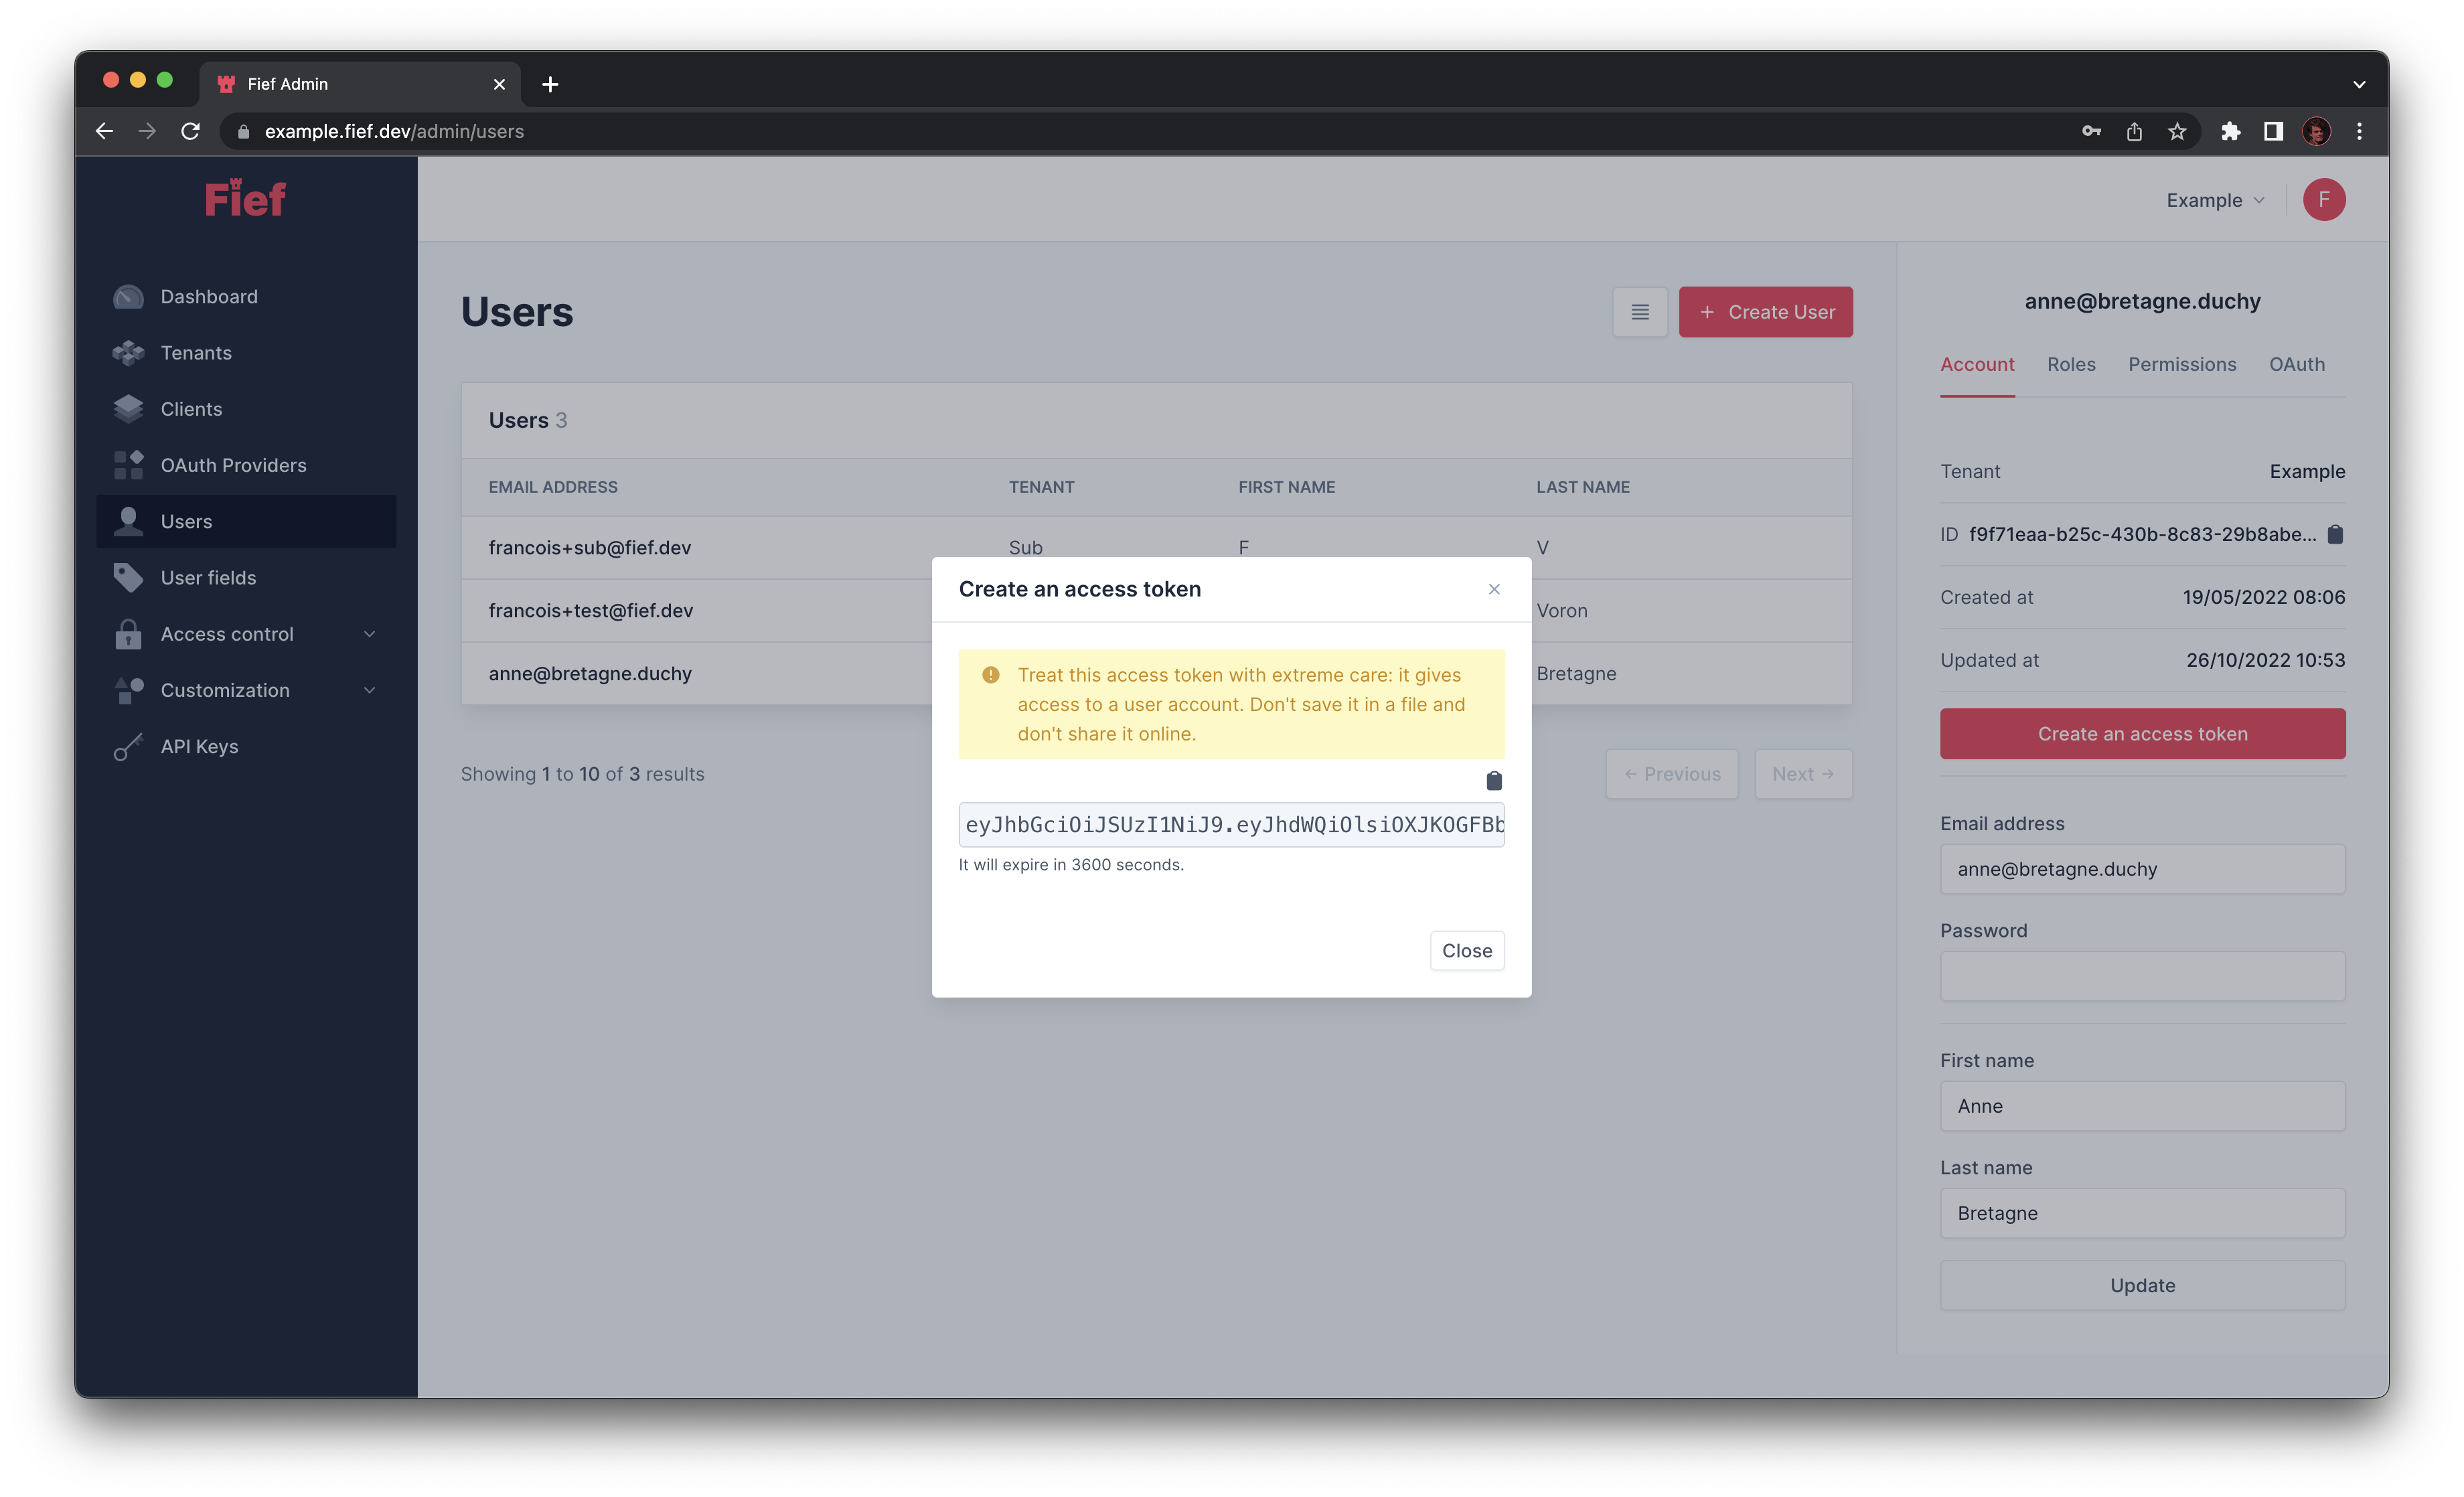 Fief Admin
example.fief.dev/admin/users
Fief
Example
F
Dashboard
Tenants
Clients
OAuth Providers
Users
User fields
Access control
Customization
API Keys
Users
Create User
Users 3
EMAIL ADDRESS TENANT FIRST NAME LAST NAME
francois+sub@fief.dev Sub F V
francois+test@fief.dev Voron
anne@bretagne.duchy Bretagne
Showing 1 to 10 of 3 results
← Previous
Next →
Create an access token
Treat this access token with extreme care: it gives
access to a user account. Don't save it in a file and
don't share it online.
eyJhbGciOiJSUzI1NiJ9.eyJhdWQiOlsiOXJKOGFBb
It will expire in 3600 seconds.
Close
anne@bretagne.duchy
Account Roles Permissions OAuth
Tenant Example
ID f9f71eaa-b25c-430b-8c83-29b8abe...
Created at 19/05/2022 08:06
Updated at 26/10/2022 10:53
Create an access token
Email address
anne@bretagne.duchy
Password
First name
Anne
Last name
Bretagne
Update